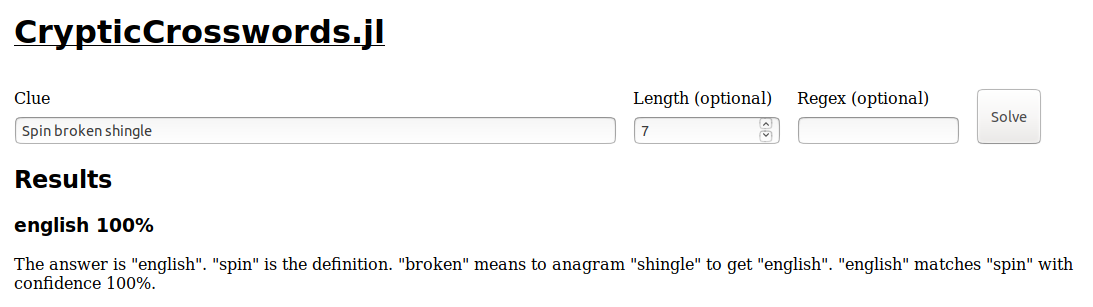 CrypticCrosswords.jl
Clue Length (optional) Regex (optional)
Spin broken shingle 7 Solve
Results
english 100%
The answer is "english". "spin" is the definition. "broken" means to anagram "shingle" to get "english". "english" matches "spin" with
confidence 100%.